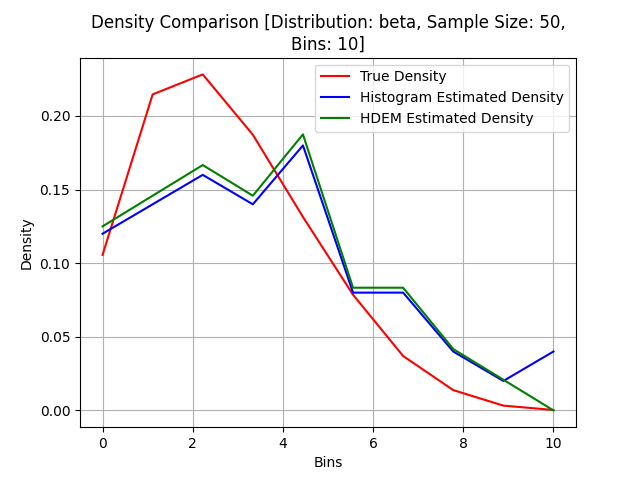 Density Comparison [Distribution: beta, Sample Size: 50,
Bins: 10]
True Density
Histogram Estimated Density
HDEM Estimated Density
Density
0.20
0.15
0.10
0.05
0.00
0 2 4 6 8 10
Bins